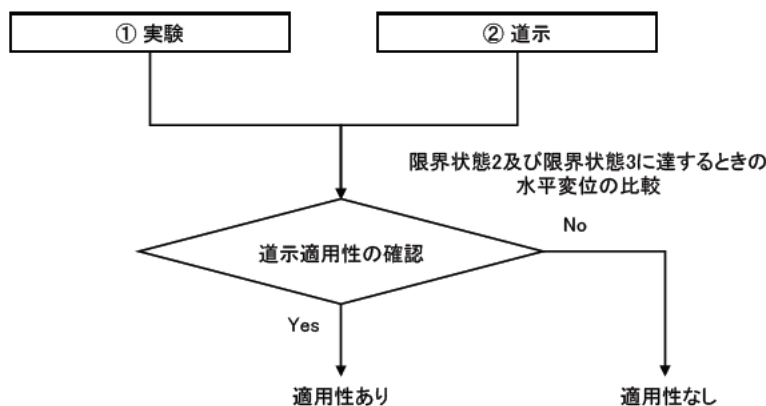 ① 実験
② 道示
限界状態2及び限界状態3に達するときの
水平変位の比較
道示適用性の確認
No
Yes
適用性あり
適用性なし